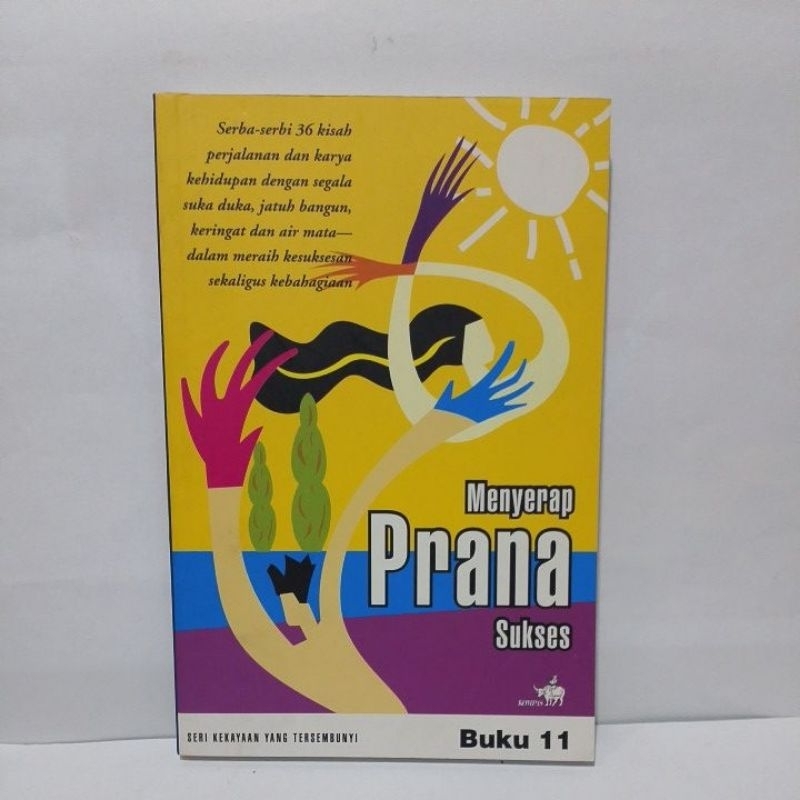 Serba-serbi 36 kisah
perjalanan dan karya
kehidupan dengan segala
suka duka, jatuh bangun,
keringat dan air mata—
dalam meraih kesuksesan
sekaligus kebahagiaan
Menyerap
Prana
Sukses
KOMPAS
SERI KEKAYAAN YANG TERSEMBUNYI
Buku 11